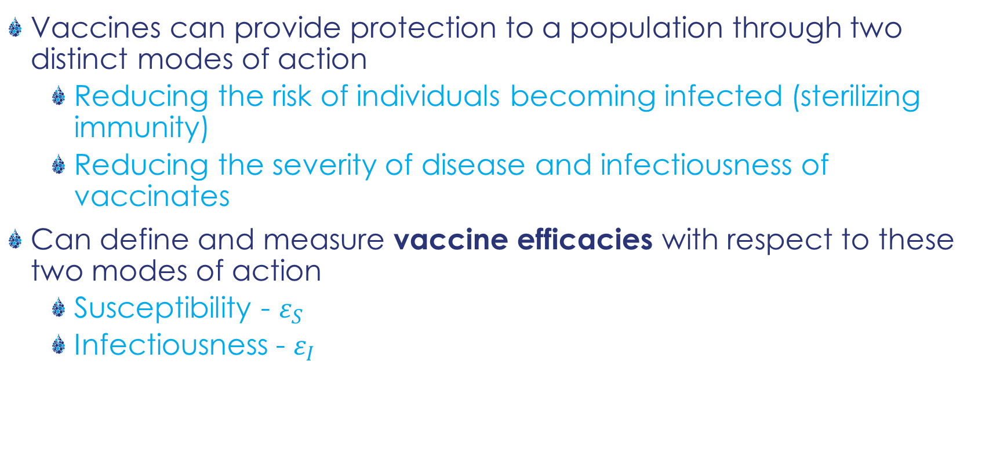 Vaccines can provide protection to a population through two
distinct modes of action
Reducing the risk of individuals becoming infected (sterilizing
immunity)
Reducing the severity of disease and infectiousness of
vaccinates
Can define and measure vaccine efficacies with respect to these
two modes of action
Susceptibility - ε_S
Infectiousness - ε_I